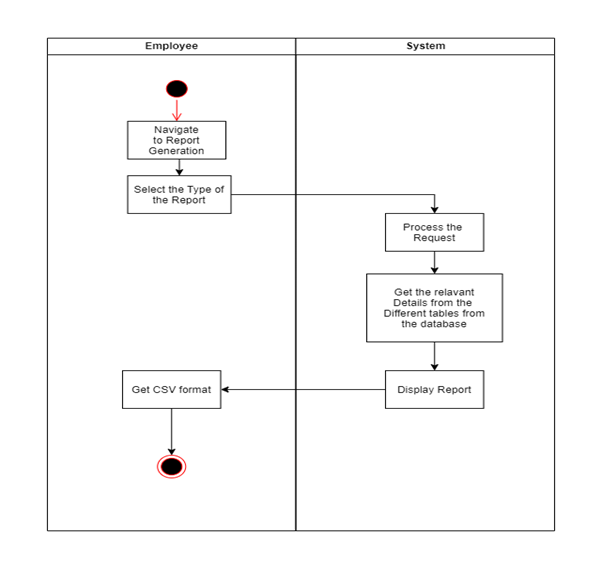 Employee
System
Navigate
to Report
Generation
Select the Type of
the Report
Process the
Request
Get the relavant
Details from the
Different tables from
the database
Display Report
Get CSV format